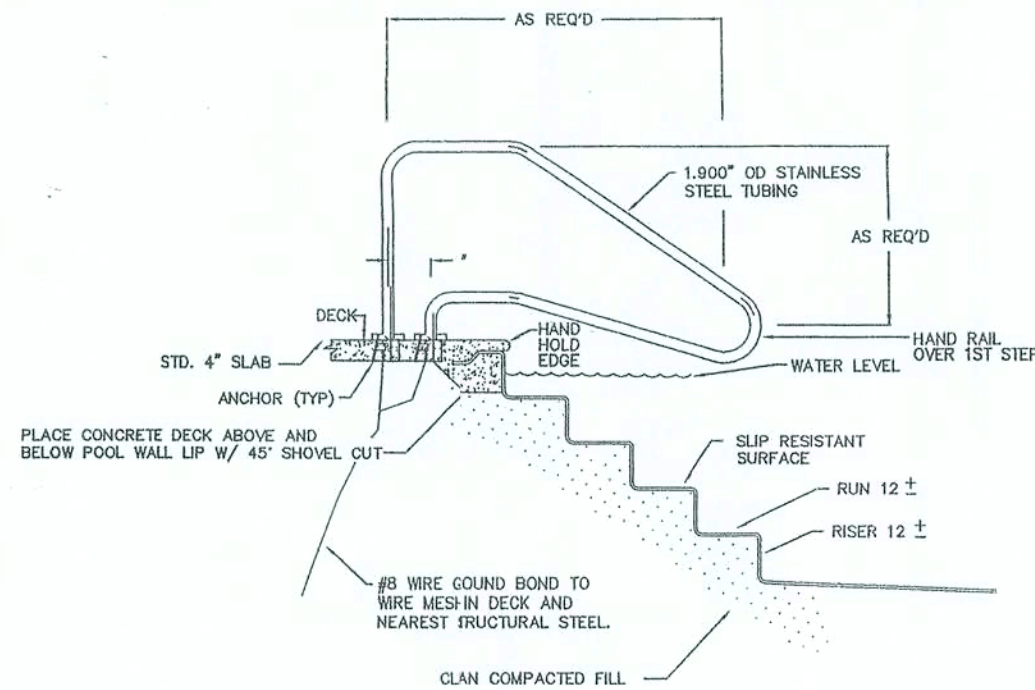 AS REQ'D
1.900" OD STAINLESS
STEEL TUBING
AS REQ'D
"
DECK
HAND
HOLD
EDGE
HAND RAIL
OVER 1ST STEP
STD. 4" SLAB
WATER LEVEL
ANCHOR (TYP)
PLACE CONCRETE DECK ABOVE AND
BELOW POOL WALL LIP W/ 45° SHOVEL CUT
SLIP RESISTANT
SURFACE
RUN 12 ±
RISER 12 ±
#8 WIRE GOUND BOND TO
WIRE MESH IN DECK AND
NEAREST STRUCTURAL STEEL.
CLAN COMPACTED FILL